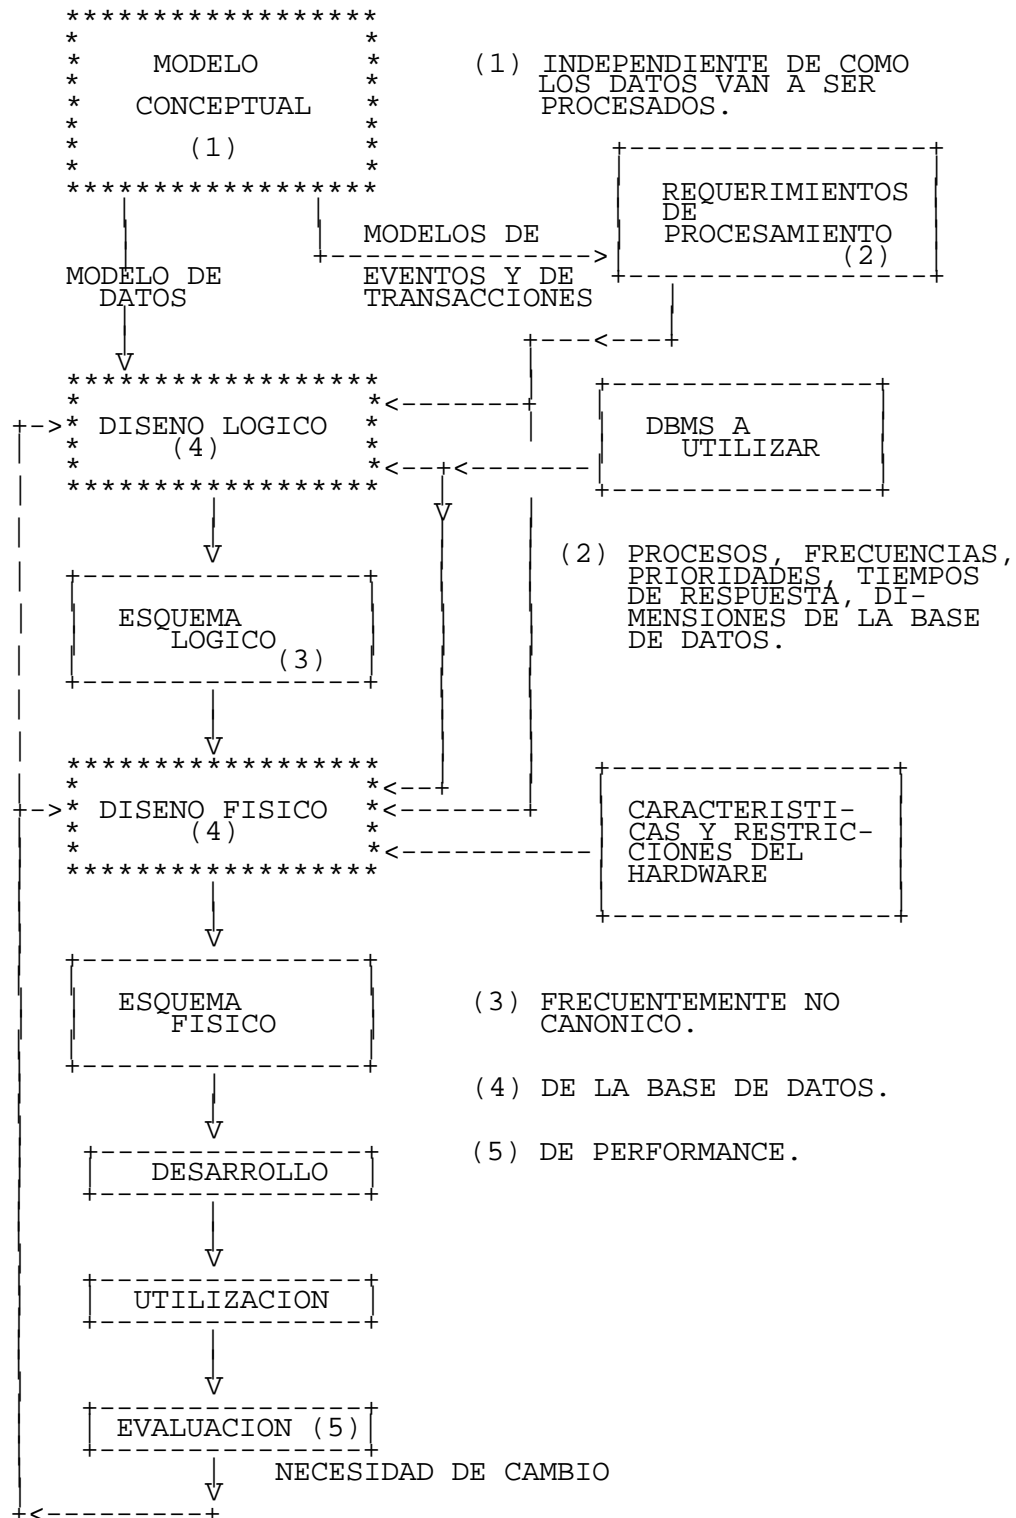 MODELO
CONCEPTUAL
(1)
(1) INDEPENDIENTE DE COMO
LOS DATOS VAN A SER
PROCESADOS.
REQUERIMIENTOS
DE
PROCESAMIENTO
(2)
MODELOS DE
EVENTOS Y DE
TRANSACCIONES
MODELO DE
DATOS
DISENO LOGICO
(4)
DBMS A
UTILIZAR
(2) PROCESOS, FRECUENCIAS,
PRIORIDADES, TIEMPOS
DE RESPUESTA, DI-
MENSIONES DE LA BASE
DE DATOS.
ESQUEMA
LOGICO
(3)
DISENO FISICO
(4)
CARACTERISTI-
CAS Y RESTRIC-
CIONES DEL
HARDWARE
ESQUEMA
FISICO
(3) FRECUENTEMENTE NO
CANONICO.
(4) DE LA BASE DE DATOS.
(5) DE PERFORMANCE.
DESARROLLO
UTILIZACION
EVALUACION (5)
NECESIDAD DE CAMBIO